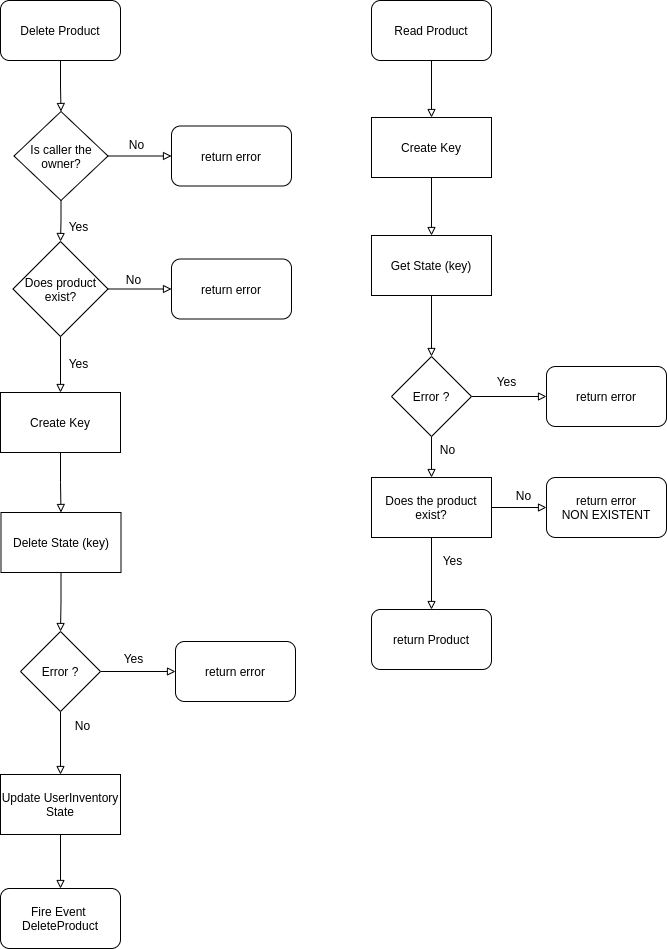 Delete Product
Is caller the
owner?
No
return error
Yes
Does product
exist?
No
return error
Yes
Create Key
Delete State (key)
Error ?
Yes
return error
No
Update UserInventory
State
Fire Event
DeleteProduct
Read Product
Create Key
Get State (key)
Error ?
Yes
return error
No
Does the product
exist?
No
return error
NON EXISTENT
Yes
return Product